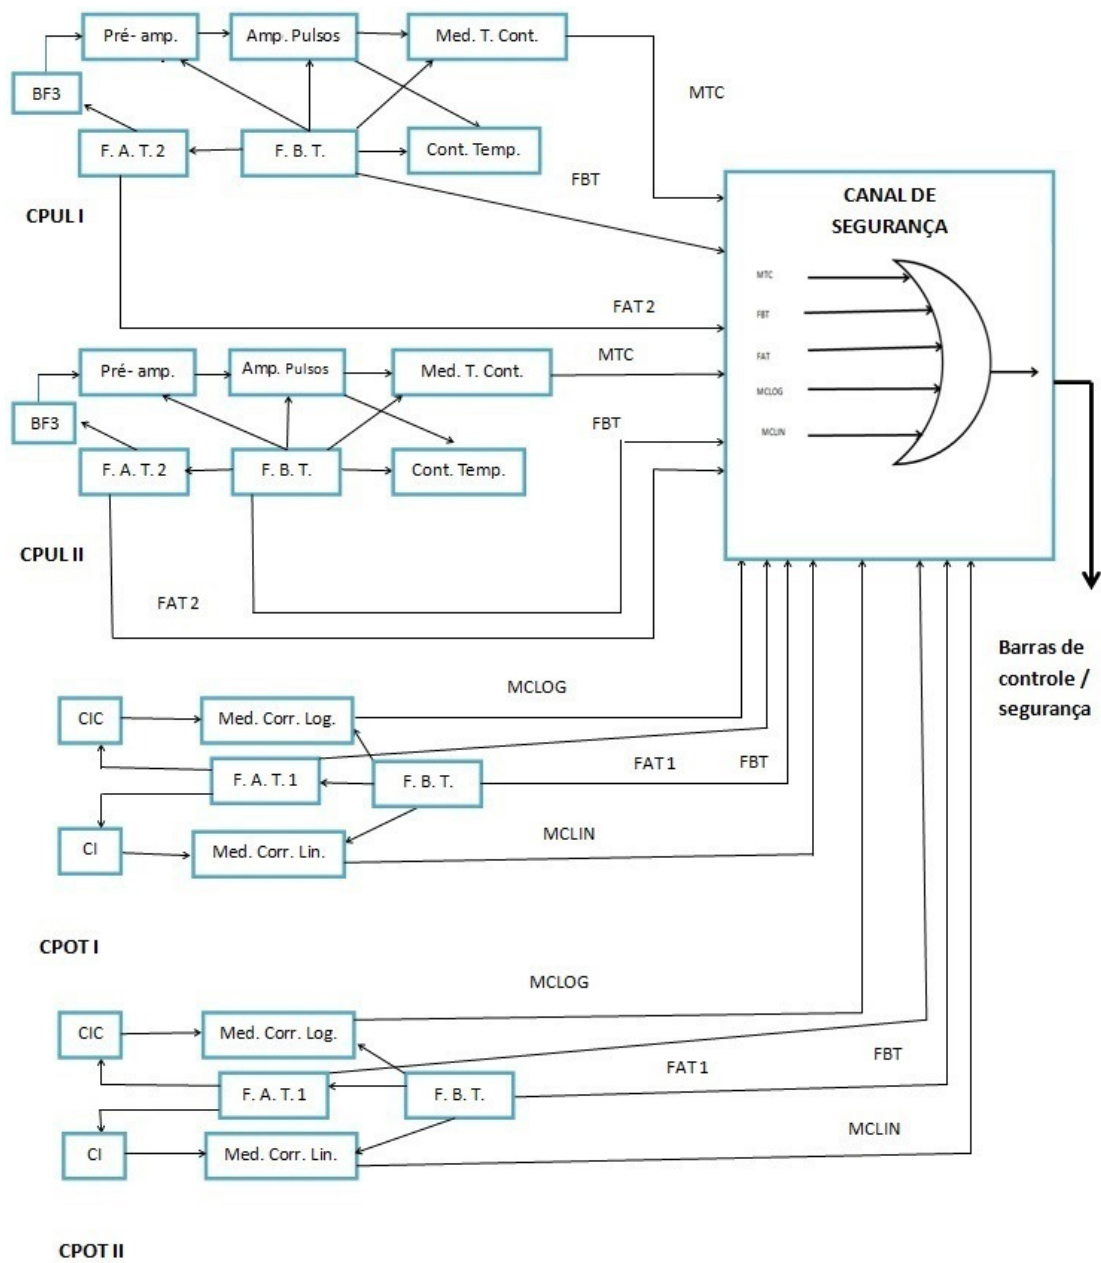 Pré- amp.
Amp. Pulsos
Med. T. Cont.
BF3
MTC
F. A. T. 2
F. B. T.
Cont. Temp.
FBT
CPUL I
CANAL DE
SEGURANÇA
MTC
FBT
FAT
MCLOG
MCLIN
FAT 2
MTC
Pré- amp.
Amp. Pulsos
Med. T. Cont.
BF3
FBT
F. A. T. 2
F. B. T.
Cont. Temp.
CPUL II
FAT 2
Barras de
controle /
segurança
MCLOG
CIC
Med. Corr. Log.
F. A. T. 1
F. B. T.
FAT 1
FBT
MCLIN
CI
Med. Corr. Lin.
CPOT I
MCLOG
CIC
Med. Corr. Log.
FBT
FAT 1
F. A. T. 1
F. B. T.
MCLIN
CI
Med. Corr. Lin.
CPOT II